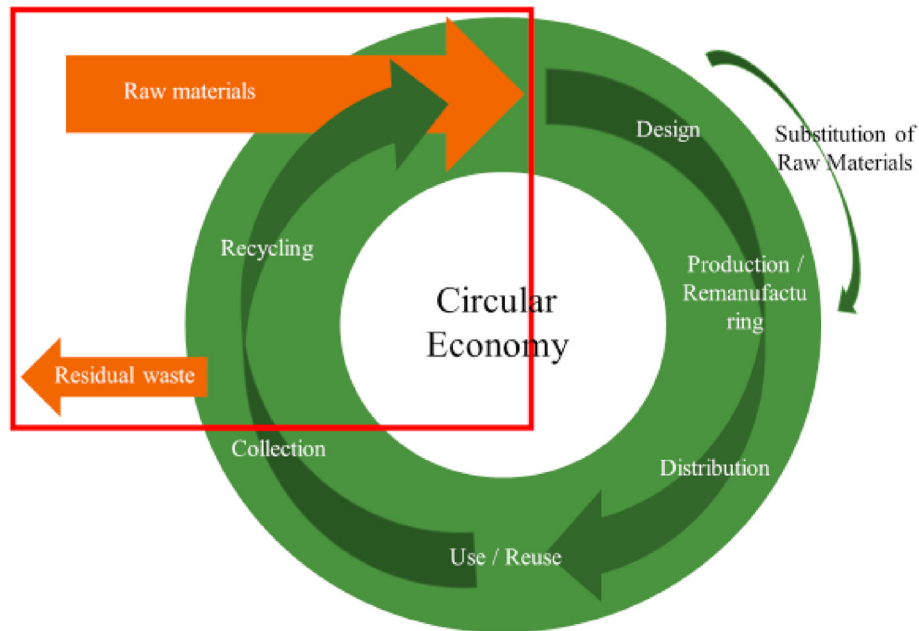 Raw materials
Design
Substitution of
Raw Materials
Recycling
Production /
Remanufactu
ring
Circular
Economy
Residual waste
Collection
Distribution
Use / Reuse